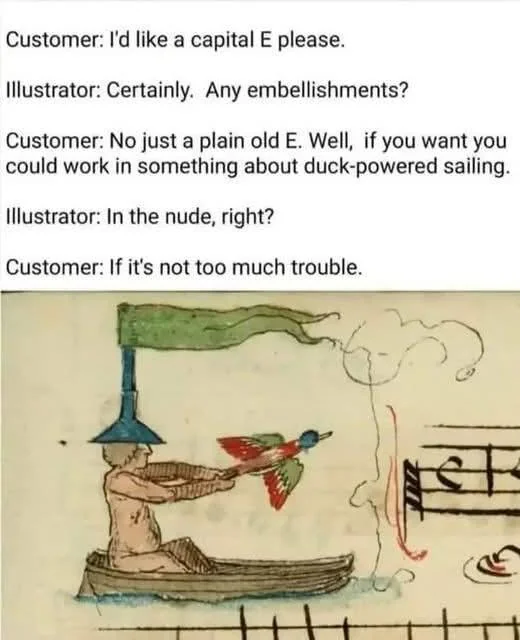 Customer: I'd like a capital E please.
Illustrator: Certainly. Any embellishments?
Customer: No just a plain old E. Well, if you want you
could work in something about duck-powered sailing.
Illustrator: In the nude, right?
Customer: If it's not too much trouble.